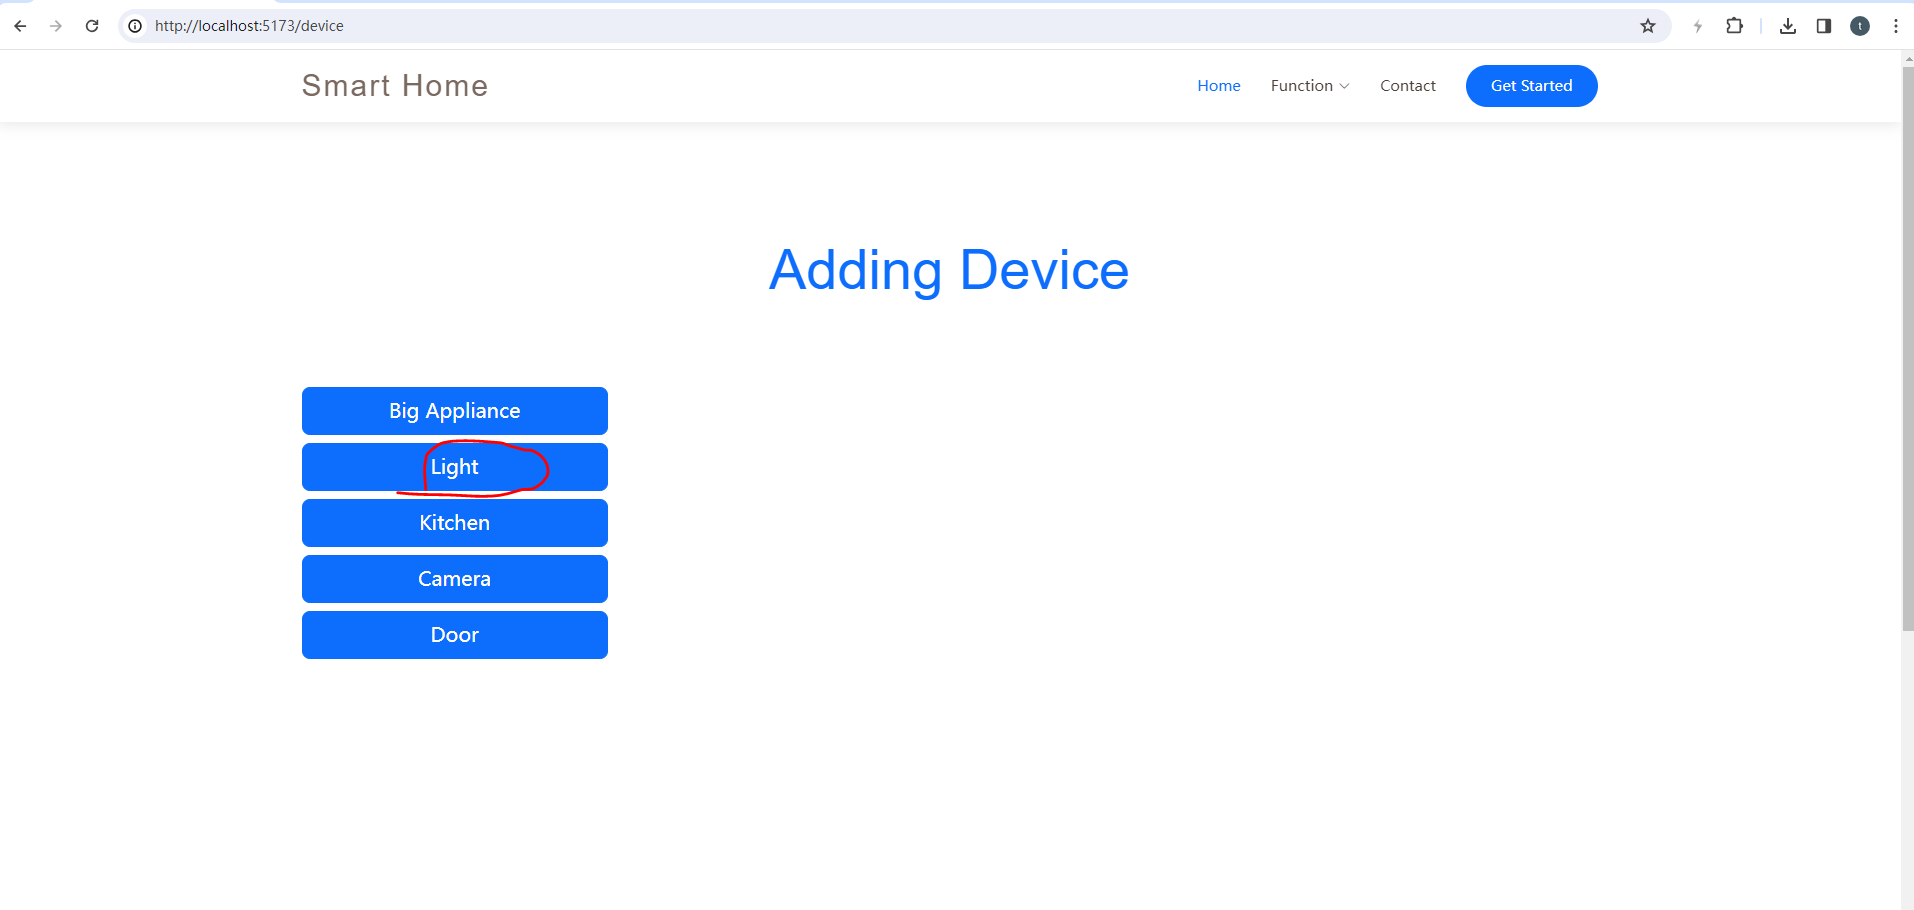 http://localhost:5173/device
t
Smart Home
Home Function Contact Get Started
Adding Device
Big Appliance
Light
Kitchen
Camera
Door